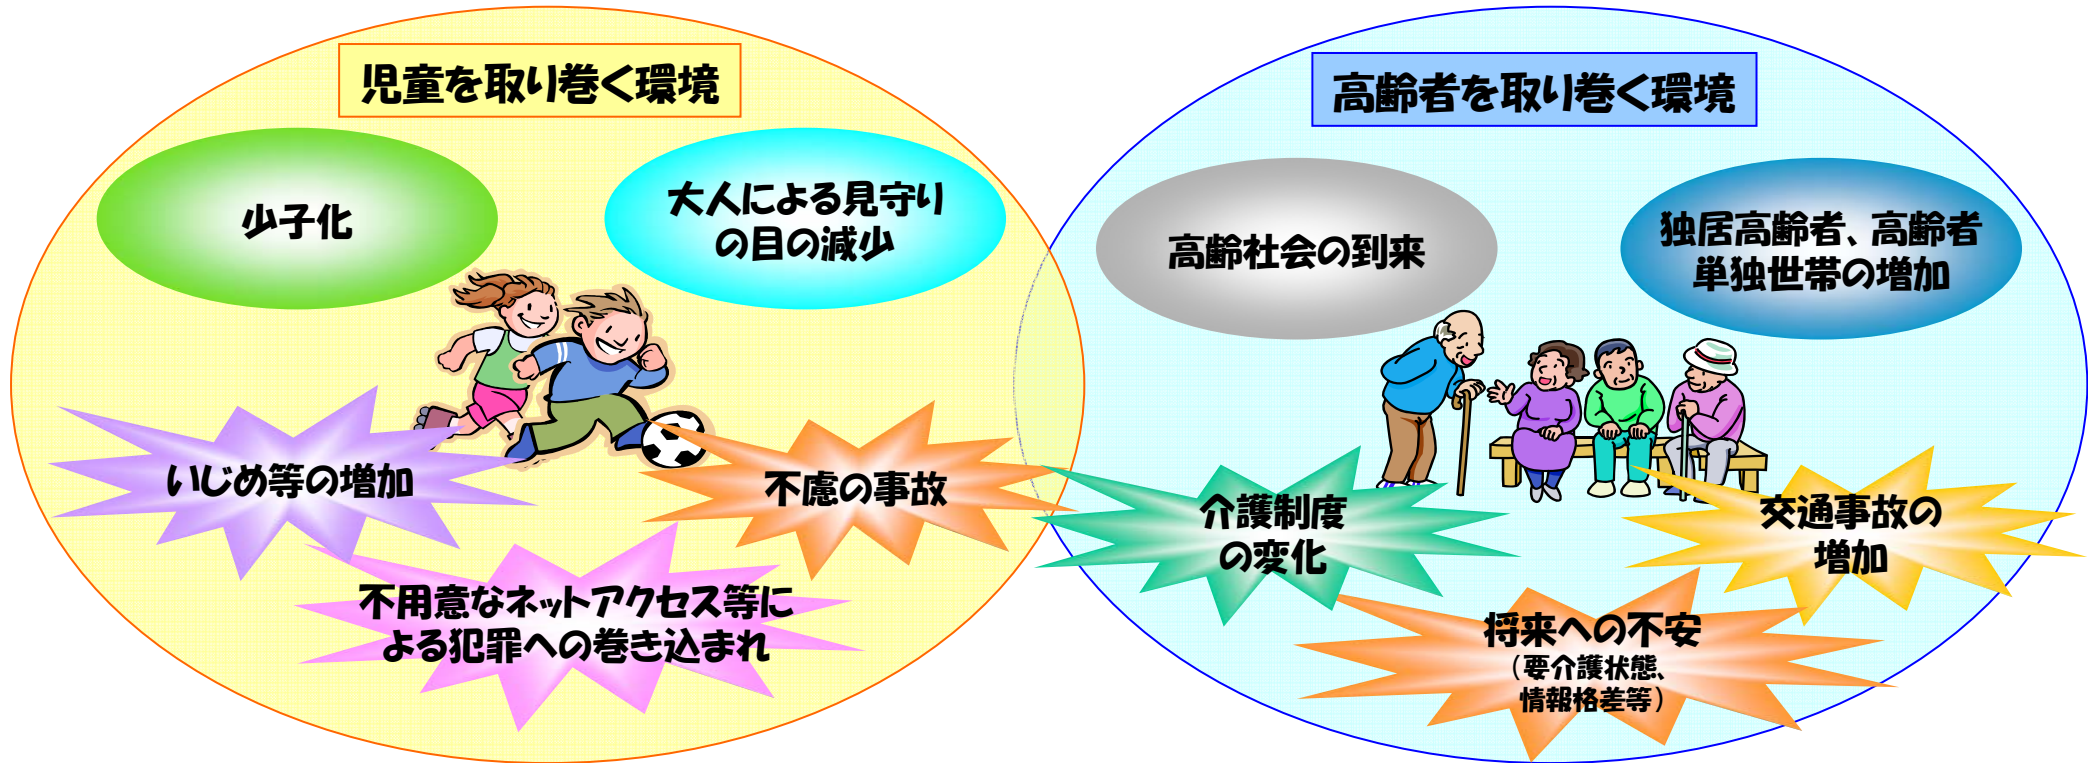 児童を取り巻く環境
少子化
大人による見守り
の目の減少
いじめ等の増加
不慮の事故
不用意なネットアクセス等に
よる犯罪への巻き込まれ
高齢者を取り巻く環境
高齢社会の到来
独居高齢者、高齢者
単独世帯の増加
介護制度
の変化
交通事故の
増加
将来への不安
（要介護状態、
情報格差等）